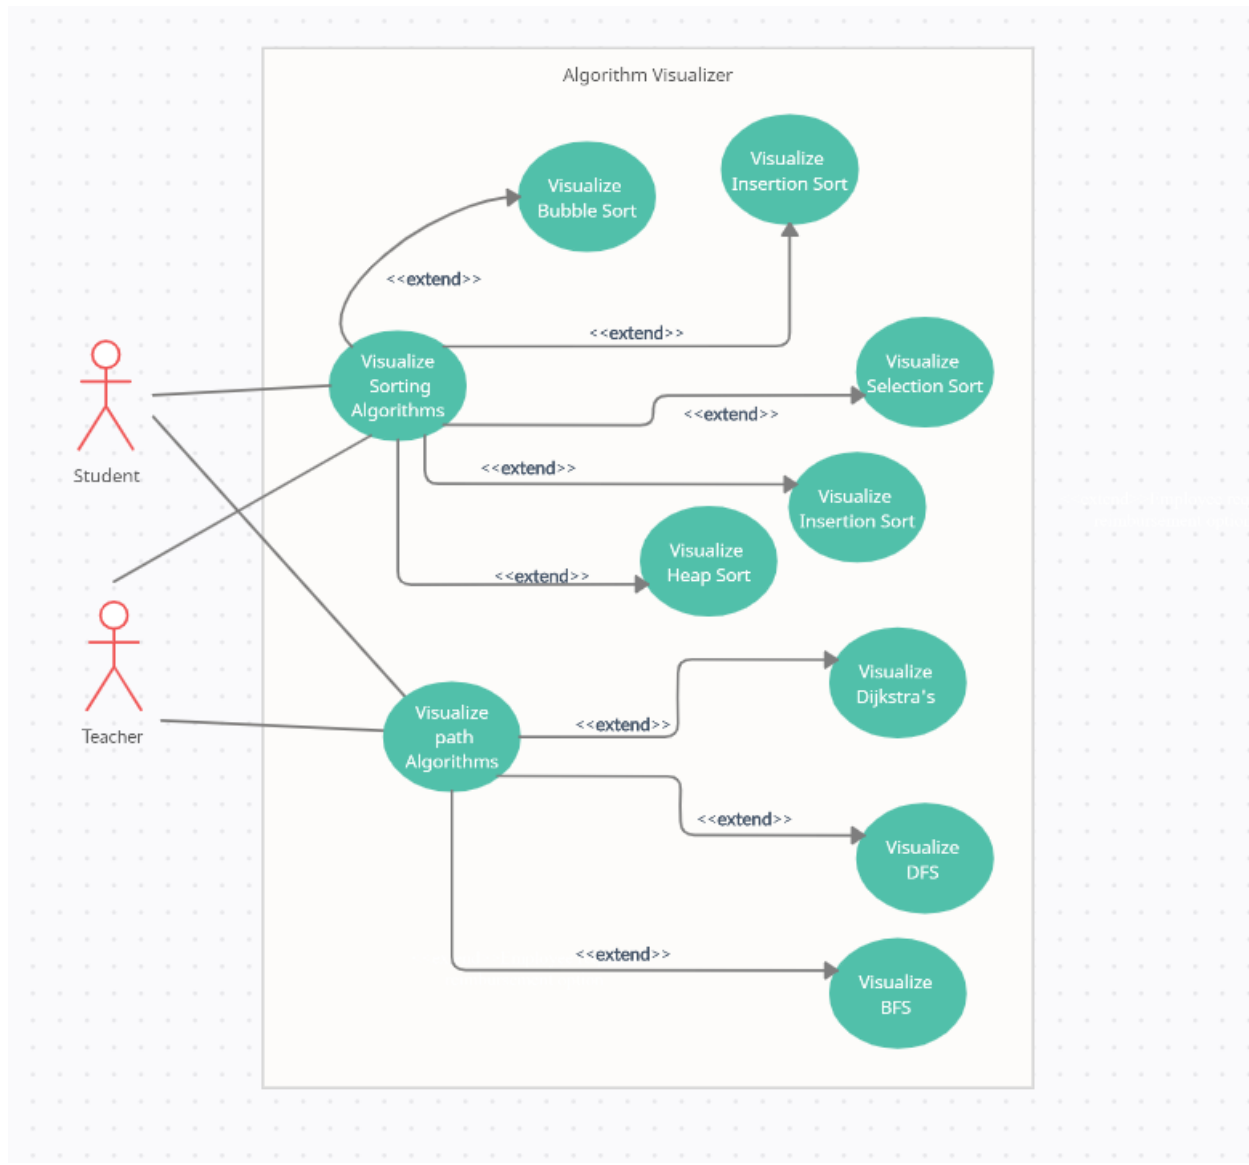 Algorithm Visualizer
Visualize
Insertion Sort
Visualize
Bubble Sort
<<extend>>
<<extend>>
Visualize
Sorting
Algorithms
Visualize
Selection Sort
<<extend>>
Student
<<extend>>
Visualize
Insertion Sort
Visualize
Heap Sort
<<extend>>
Teacher
Visualize
path
Algorithms
<<extend>>
Visualize
Dijkstra's
<<extend>>
Visualize
DFS
<<extend>>
Visualize
BFS